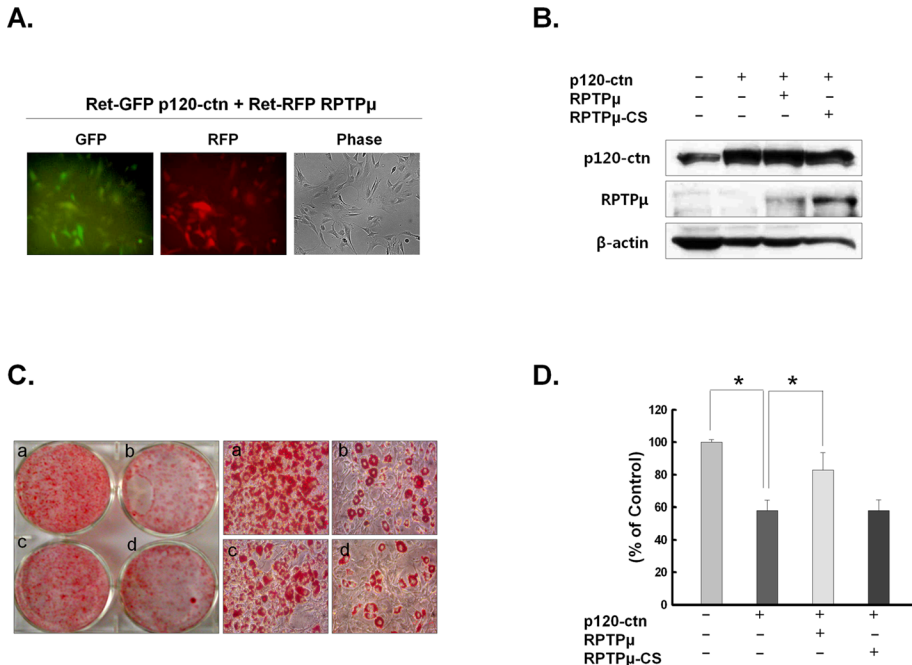 A.
Ret-GFP p120-ctn + Ret-RFP RPTPμ
GFP RFP Phase
B.
p120-ctn − + + +
RPTPμ − − + −
RPTPμ-CS − − − +
p120-ctn
RPTPμ
β-actin
C.
a b
c d
a b
c d
D.
* *
(% of Control)
120
100
80
60
40
20
0
p120-ctn − + + +
RPTPμ − − + −
RPTPμ-CS − − − +